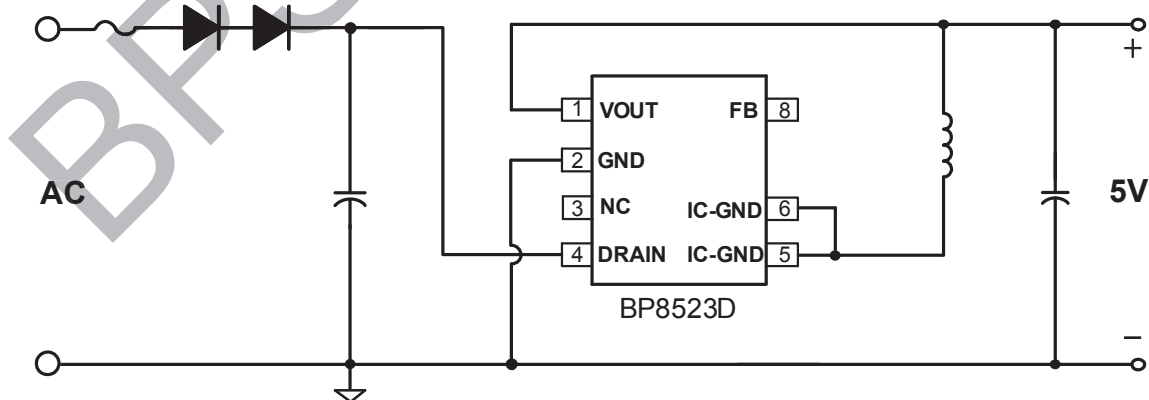 +
1 VOUT FB 8
2 GND
AC 5V
3 NC IC-GND 6
4 DRAIN IC-GND 5
BP8523D
−